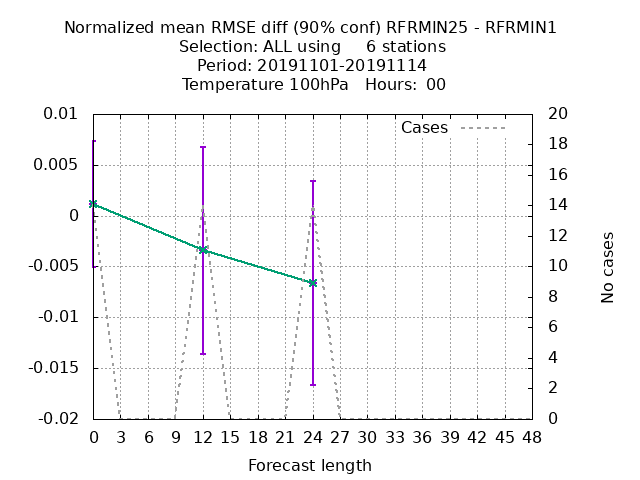 Normalized mean RMSE diff (90% conf) RFRMIN25 - RFRMIN1
Selection: ALL using     6 stations
Period: 20191101-20191114
Temperature 100hPa   Hours:  00
0.01
20
Cases
18
0.005
16
14
0
12
-0.005
10
No cases
8
-0.01
6
4
-0.015
2
-0.02
0
0 3 6 9 12 15 18 21 24 27 30 33 36 39 42 45 48
Forecast length